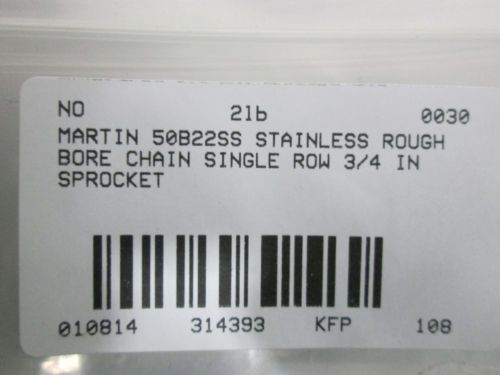 NO 21b 0030
MARTIN 50B22SS STAINLESS ROUGH
BORE CHAIN SINGLE ROW 3/4 IN
SPROCKET
010814 314393 KFP 108